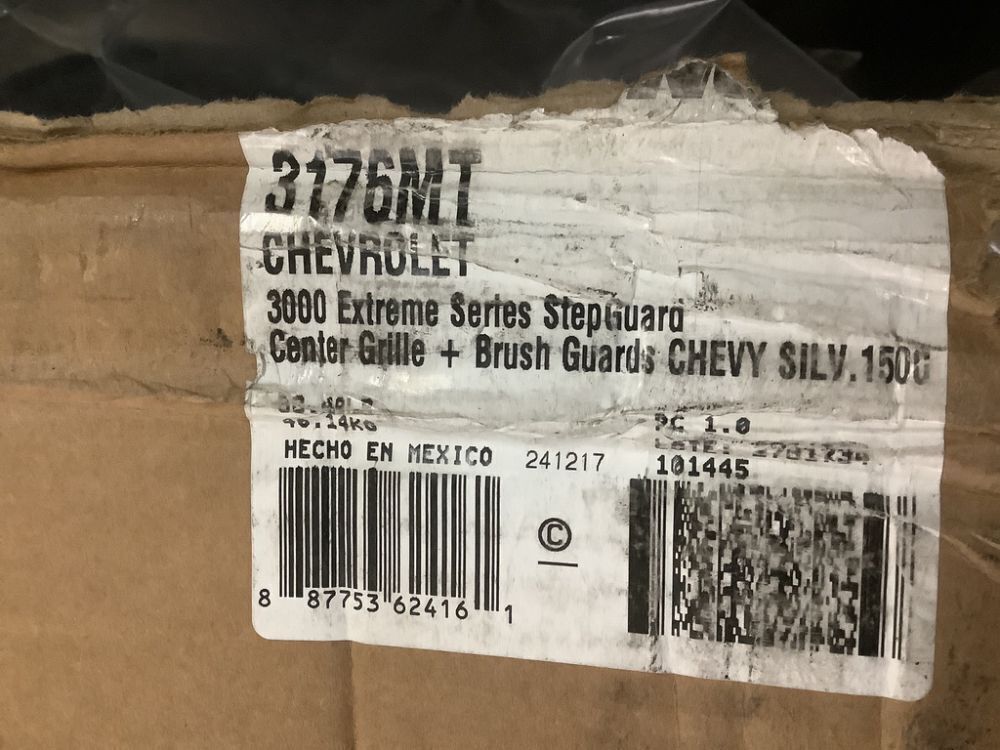 3176MT
CHEVROLET
3000 Extreme Series StepGuard
Center Grille + Brush Guards CHEVY SILV.1500
PC 1.0
HECHO EN MEXICO 241217
101445
©
8 87753 62416 1